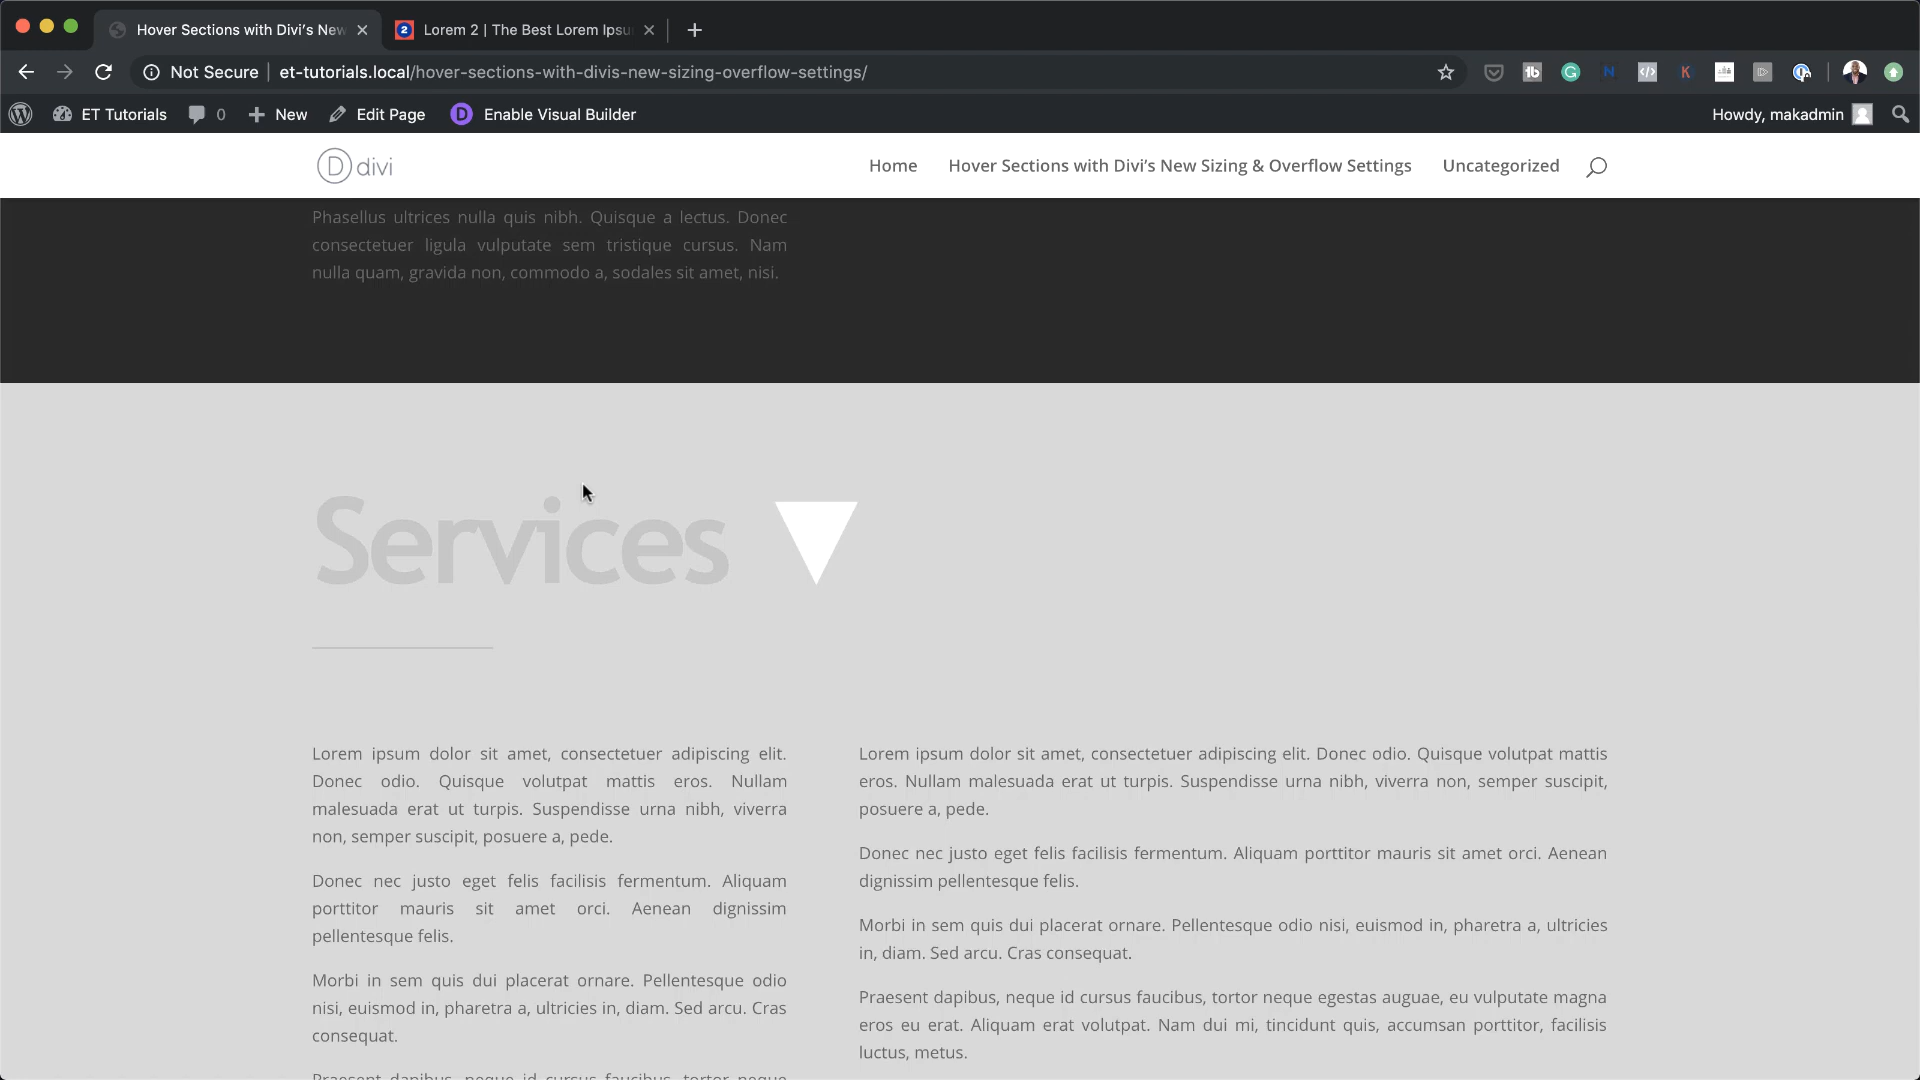 Hover Sections with Divi's New
Lorem 2 | The Best Lorem Ipsu
Not Secure
et-tutorials.local/hover-sections-with-divis-new-sizing-overflow-settings/
ET Tutorials
0
New
Edit Page
D
Enable Visual Builder
Howdy, makadmin
D divi
Home
Hover Sections with Divi's New Sizing & Overflow Settings
Uncategorized
Phasellus ultrices nulla quis nibh. Quisque a lectus. Donec
consectetuer ligula vulputate sem tristique cursus. Nam
nulla quam, gravida non, commodo a, sodales sit amet, nisi.
Services
Lorem ipsum dolor sit amet, consectetuer adipiscing elit.
Donec odio. Quisque volutpat mattis eros. Nullam
malesuada erat ut turpis. Suspendisse urna nibh, viverra
non, semper suscipit, posuere a, pede.
Donec nec justo eget felis facilisis fermentum. Aliquam
porttitor mauris sit amet orci. Aenean dignissim
pellentesque felis.
Morbi in sem quis dui placerat ornare. Pellentesque odio
nisi, euismod in, pharetra a, ultricies in, diam. Sed arcu. Cras
consequat.
Praesent dapibus, neque id cursus faucibus, tortor neque
Lorem ipsum dolor sit amet, consectetuer adipiscing elit. Donec odio. Quisque volutpat mattis
eros. Nullam malesuada erat ut turpis. Suspendisse urna nibh, viverra non, semper suscipit,
posuere a, pede.
Donec nec justo eget felis facilisis fermentum. Aliquam porttitor mauris sit amet orci. Aenean
dignissim pellentesque felis.
Morbi in sem quis dui placerat ornare. Pellentesque odio nisi, euismod in, pharetra a, ultricies
in, diam. Sed arcu. Cras consequat.
Praesent dapibus, neque id cursus faucibus, tortor neque egestas auguae, eu vulputate magna
eros eu erat. Aliquam erat volutpat. Nam dui mi, tincidunt quis, accumsan porttitor, facilisis
luctus, metus.